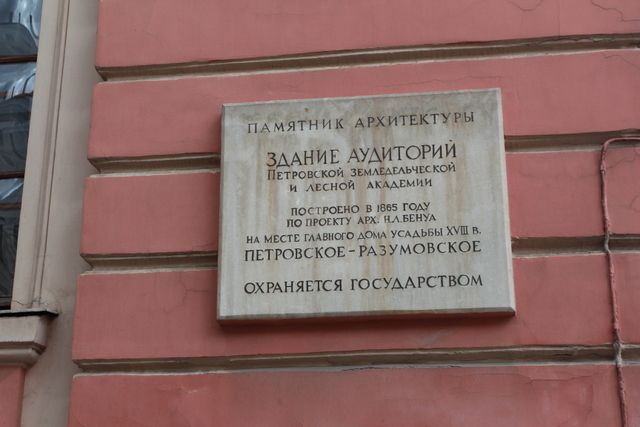 ПАМЯТНИК АРХИТЕКТУРЫ
ЗДАНИЕ АУДИТОРИЙ
ПЕТРОВСКОЙ ЗЕМЛЕДЕЛЬЧЕСКОЙ
И ЛЕСНОЙ АКАДЕМИИ
ПОСТРОЕНО В 1865 ГОДУ
ПО ПРОЕКТУ АРХ. Н.Л.БЕНУА
НА МЕСТЕ ГЛАВНОГО ДОМА УСАДЬБЫ XVIII В.
ПЕТРОВСКОЕ-РАЗУМОВСКОЕ
ОХРАНЯЕТСЯ ГОСУДАРСТВОМ